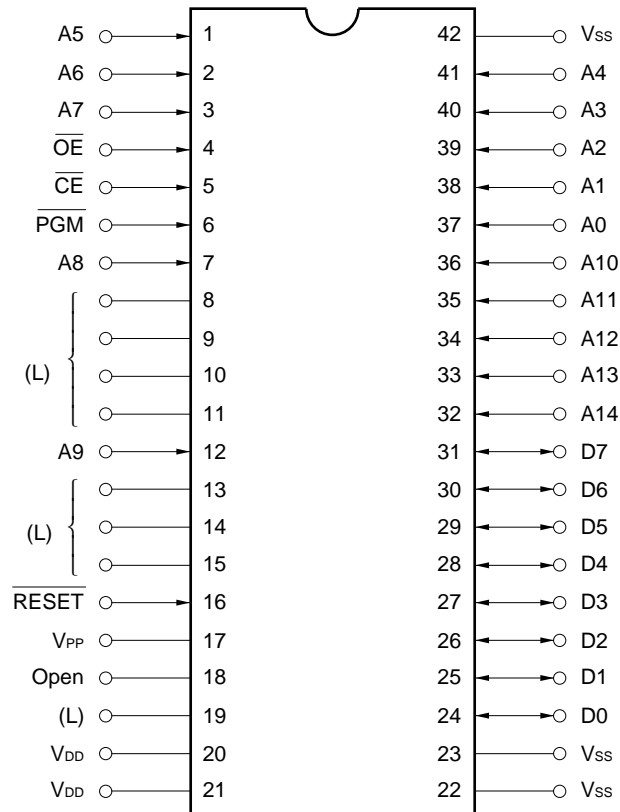 A5 1 42 VSS
A6 2 41 A4
A7 3 40 A3
OE 4 39 A2
CE 5 38 A1
PGM 6 37 A0
A8 7 36 A10
8 35 A11
9 34 A12
(L)
10 33 A13
11 32 A14
A9 12 31 D7
13 30 D6
(L) 14 29 D5
15 28 D4
RESET 16 27 D3
VPP 17 26 D2
Open 18 25 D1
(L) 19 24 D0
VDD 20 23 VSS
VDD 21 22 VSS